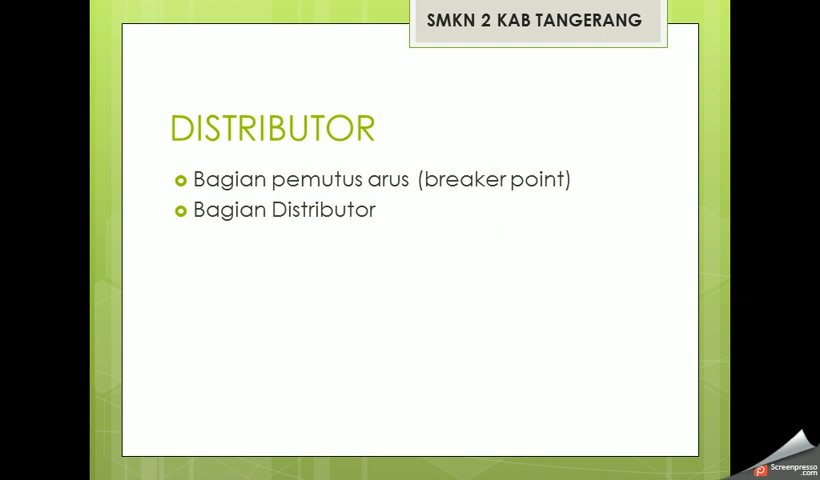 SMKN 2 KAB TANGERANG
DISTRIBUTOR
Bagian pemutus arus (breaker point)
Bagian Distributor
Screenpresso
.com